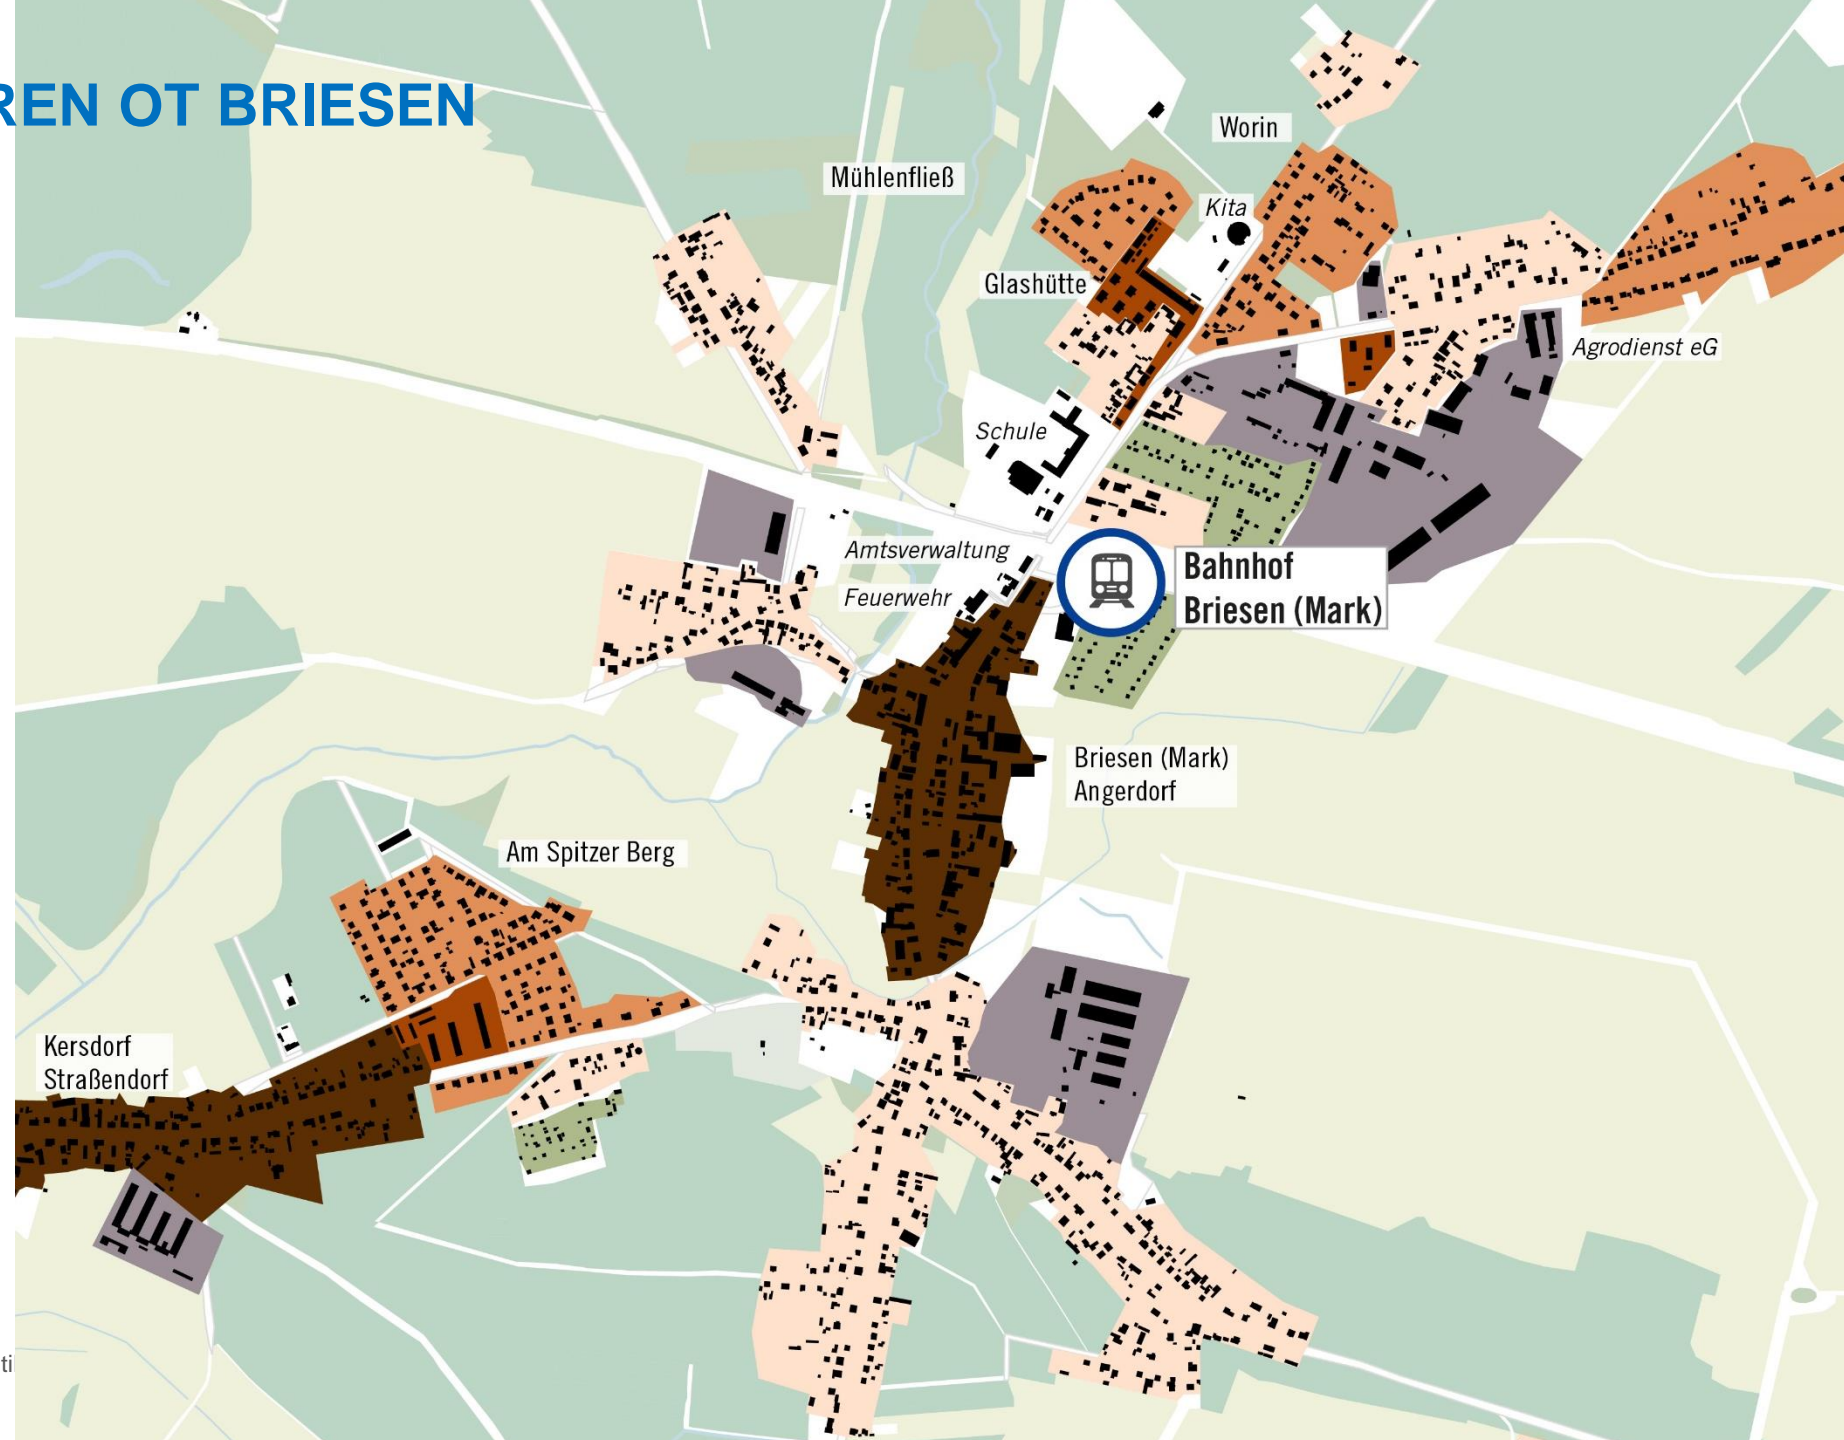 REN OT BRIESEN
Worin
Mühlenfließ
Kita
Glashütte
Agrodienst eG
Schule
Amtsverwaltung
Feuerwehr
Bahnhof
Briesen (Mark)
Briesen (Mark)
Angerdorf
Am Spitzer Berg
Kersdorf
Straßendorf
ti